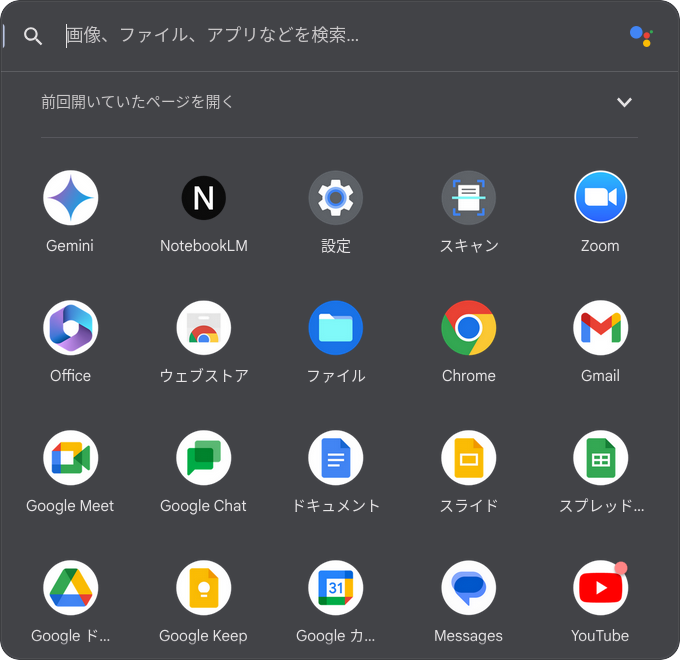 画像、ファイル、アプリなどを検索...
前回開いていたページを開く
N
Gemini
NotebookLM
設定
スキャン
Zoom
Office
ウェブストア
ファイル
Chrome
Gmail
Google Meet
Google Chat
ドキュメント
スライド
スプレッド...
31
Google ド...
Google Keep
Google カ...
Messages
YouTube